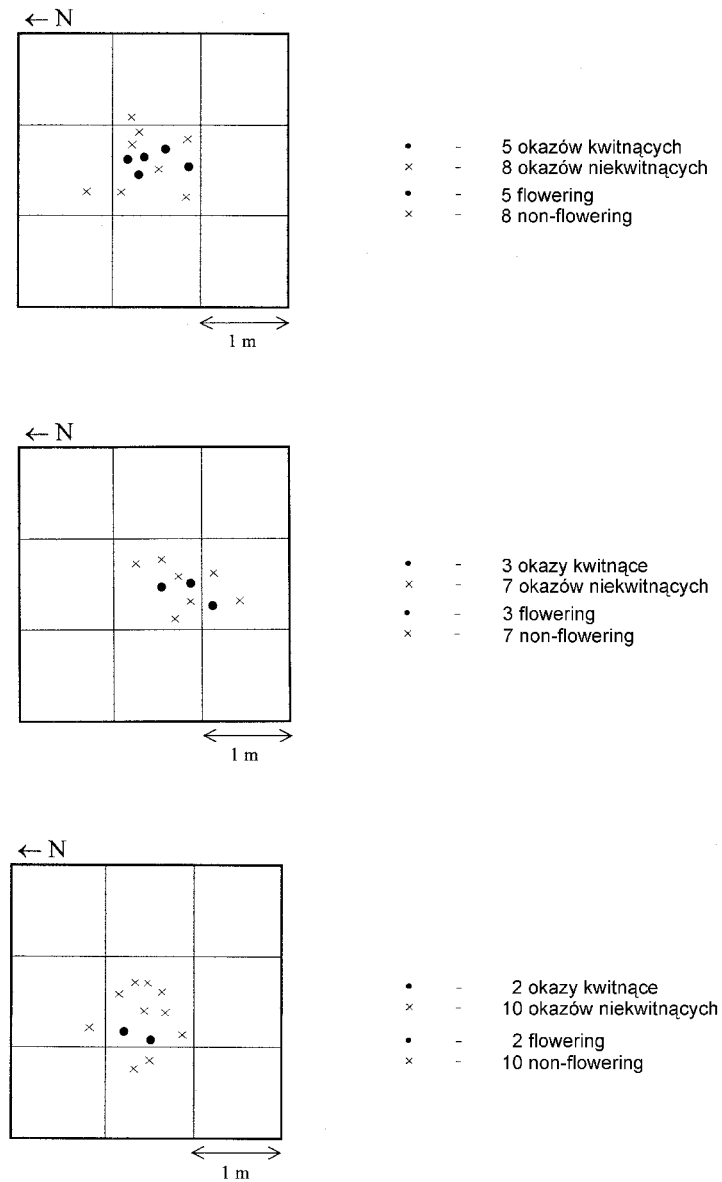 ← N
● - 5 okazów kwitnących
× - 8 okazów niekwitnących
● - 5 flowering
× - 8 non-flowering
1 m
← N
● - 3 okazy kwitnące
× - 7 okazów niekwitnących
● - 3 flowering
× - 7 non-flowering
1 m
← N
● - 2 okazy kwitnące
× - 10 okazów niekwitnących
● - 2 flowering
× - 10 non-flowering
1 m